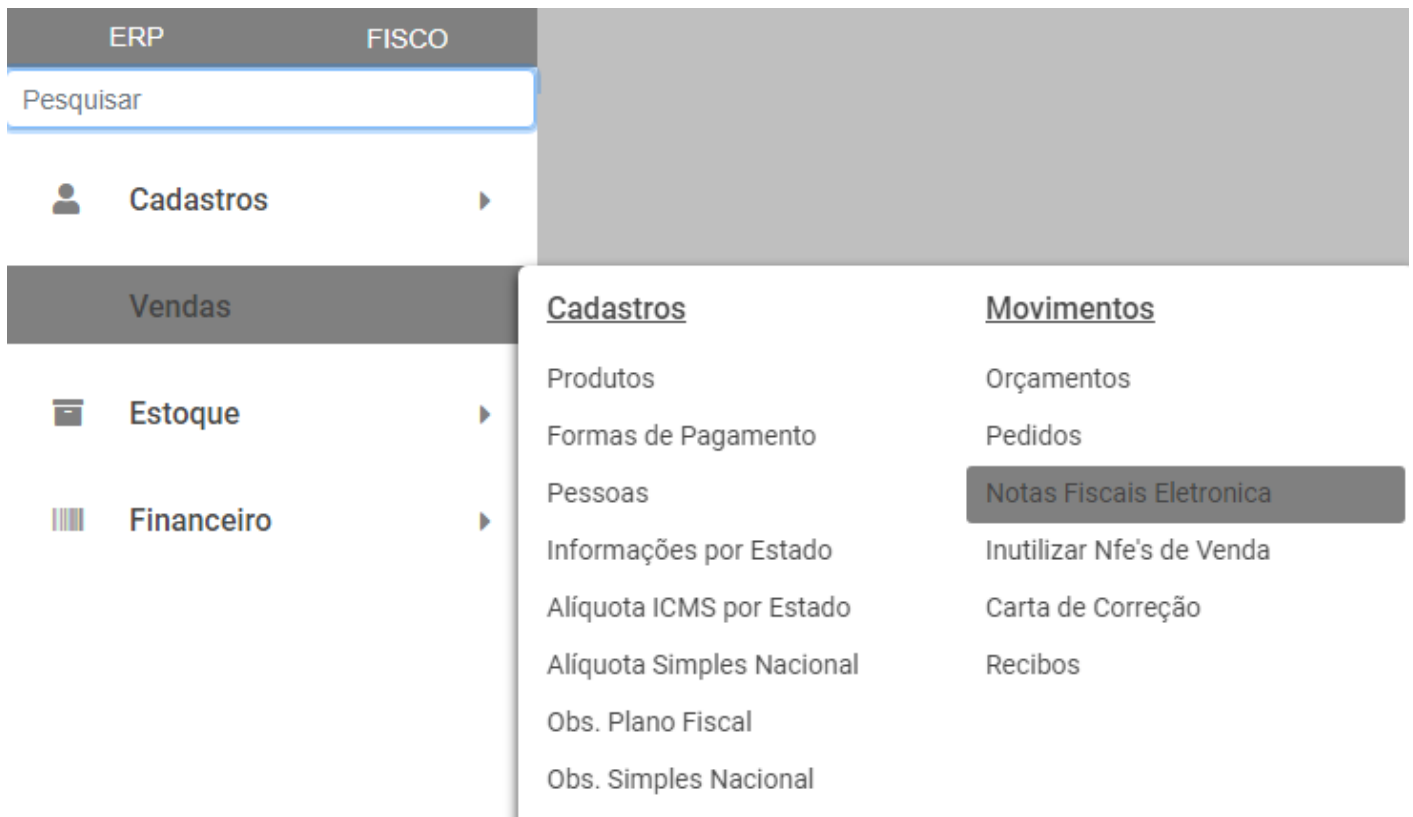 ERP FISCO
Pesquisar
Cadastros
Vendas
Estoque
Financeiro
Cadastros
Produtos
Formas de Pagamento
Pessoas
Informações por Estado
Alíquota ICMS por Estado
Alíquota Simples Nacional
Obs. Plano Fiscal
Obs. Simples Nacional
Movimentos
Orçamentos
Pedidos
Notas Fiscais Eletronica
Inutilizar Nfe's de Venda
Carta de Correção
Recibos